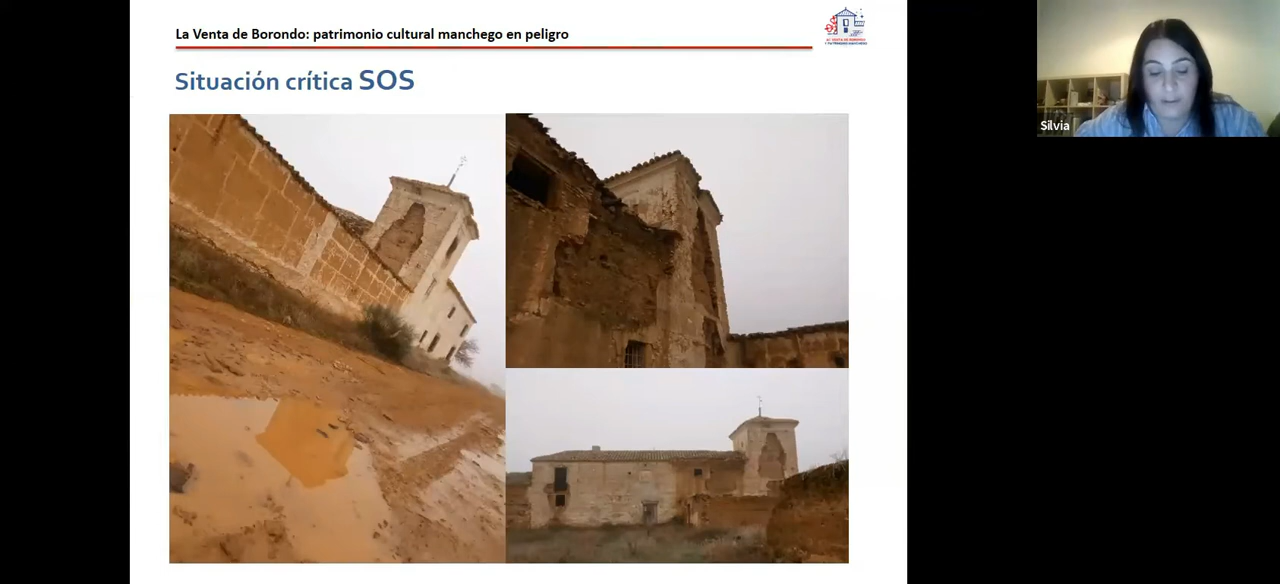 La Venta de Borondo: patrimonio cultural manchego en peligro
Situación crítica SOS
Silvia